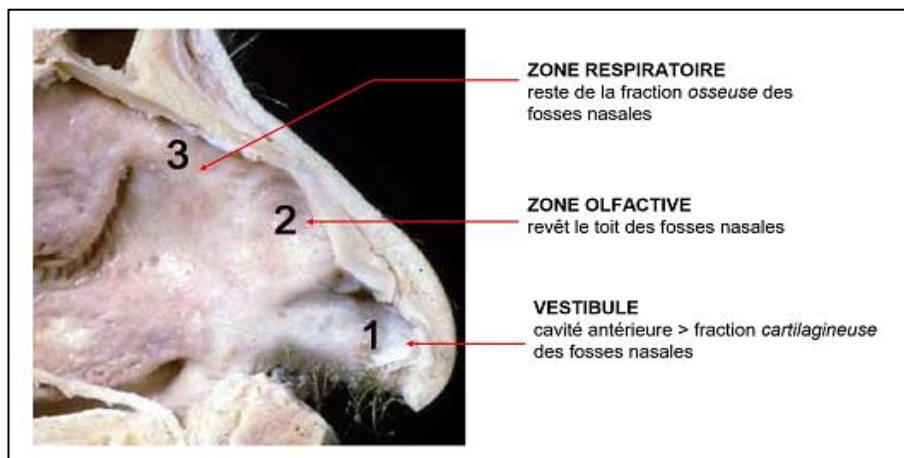 ZONE RESPIRATOIRE
reste de la fraction osseuse des
fosses nasales
3
ZONE OLFACTIVE
revêt le toit des fosses nasales
2
VESTIBULE
cavité antérieure > fraction cartilagineuse
des fosses nasales
1